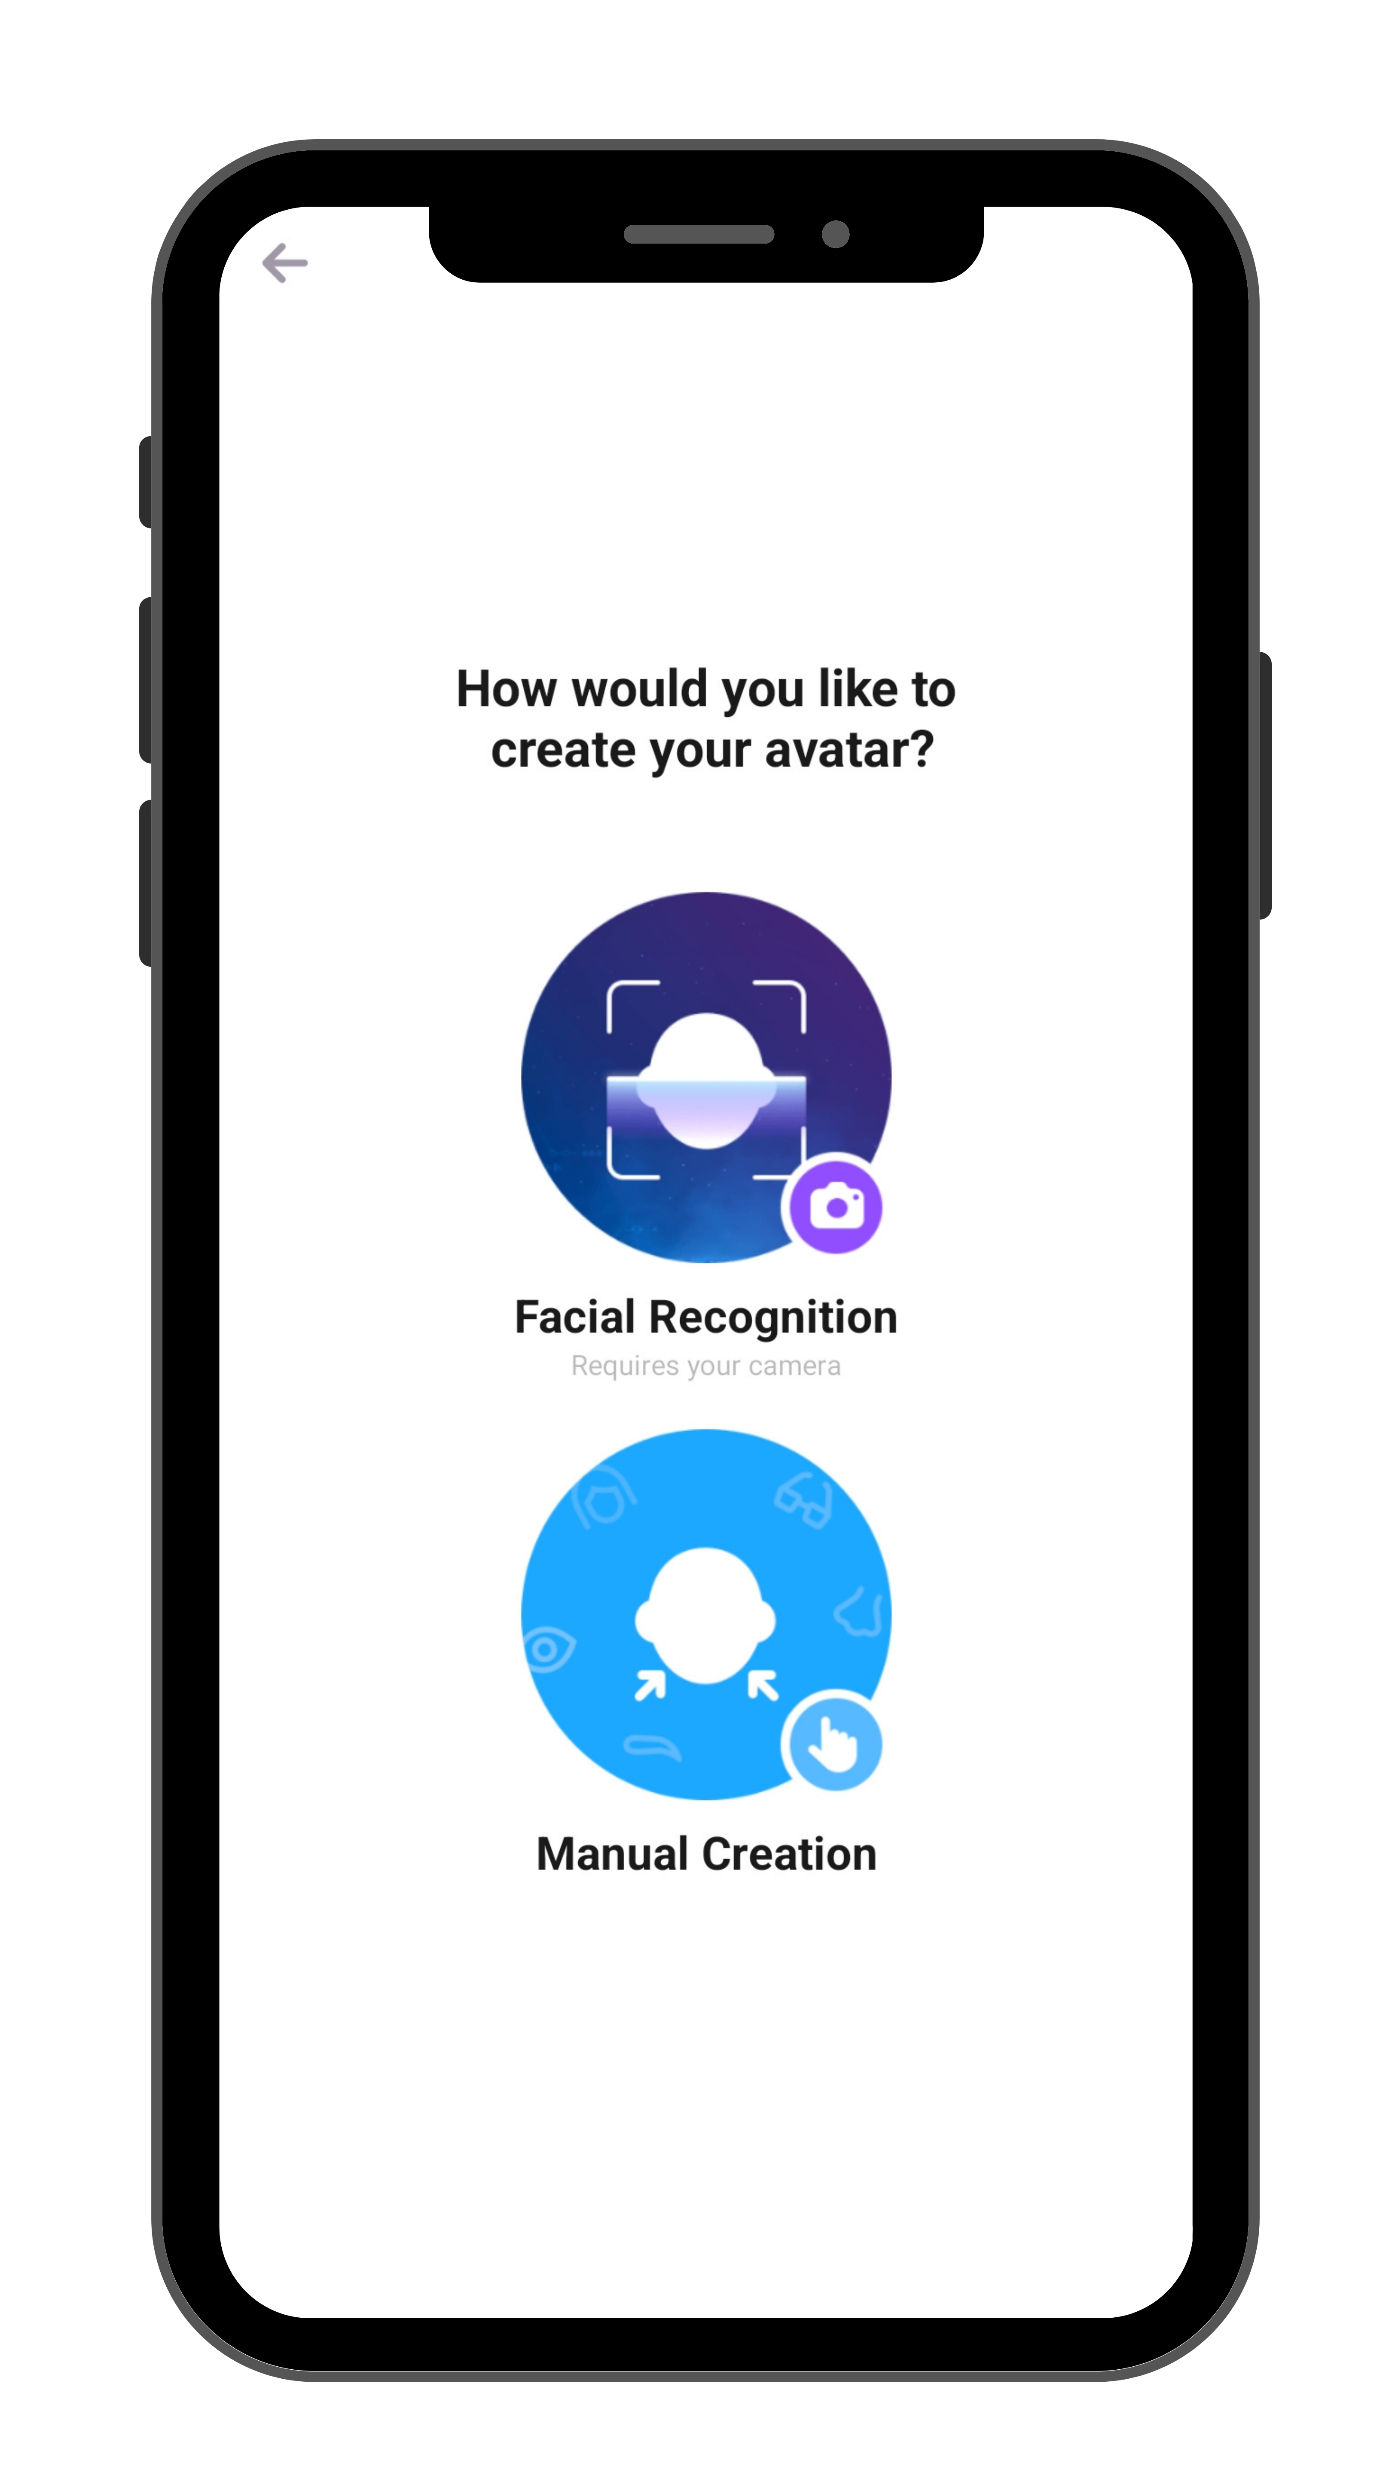 How would you like to
create your avatar?
Facial Recognition
Requires your camera
Manual Creation